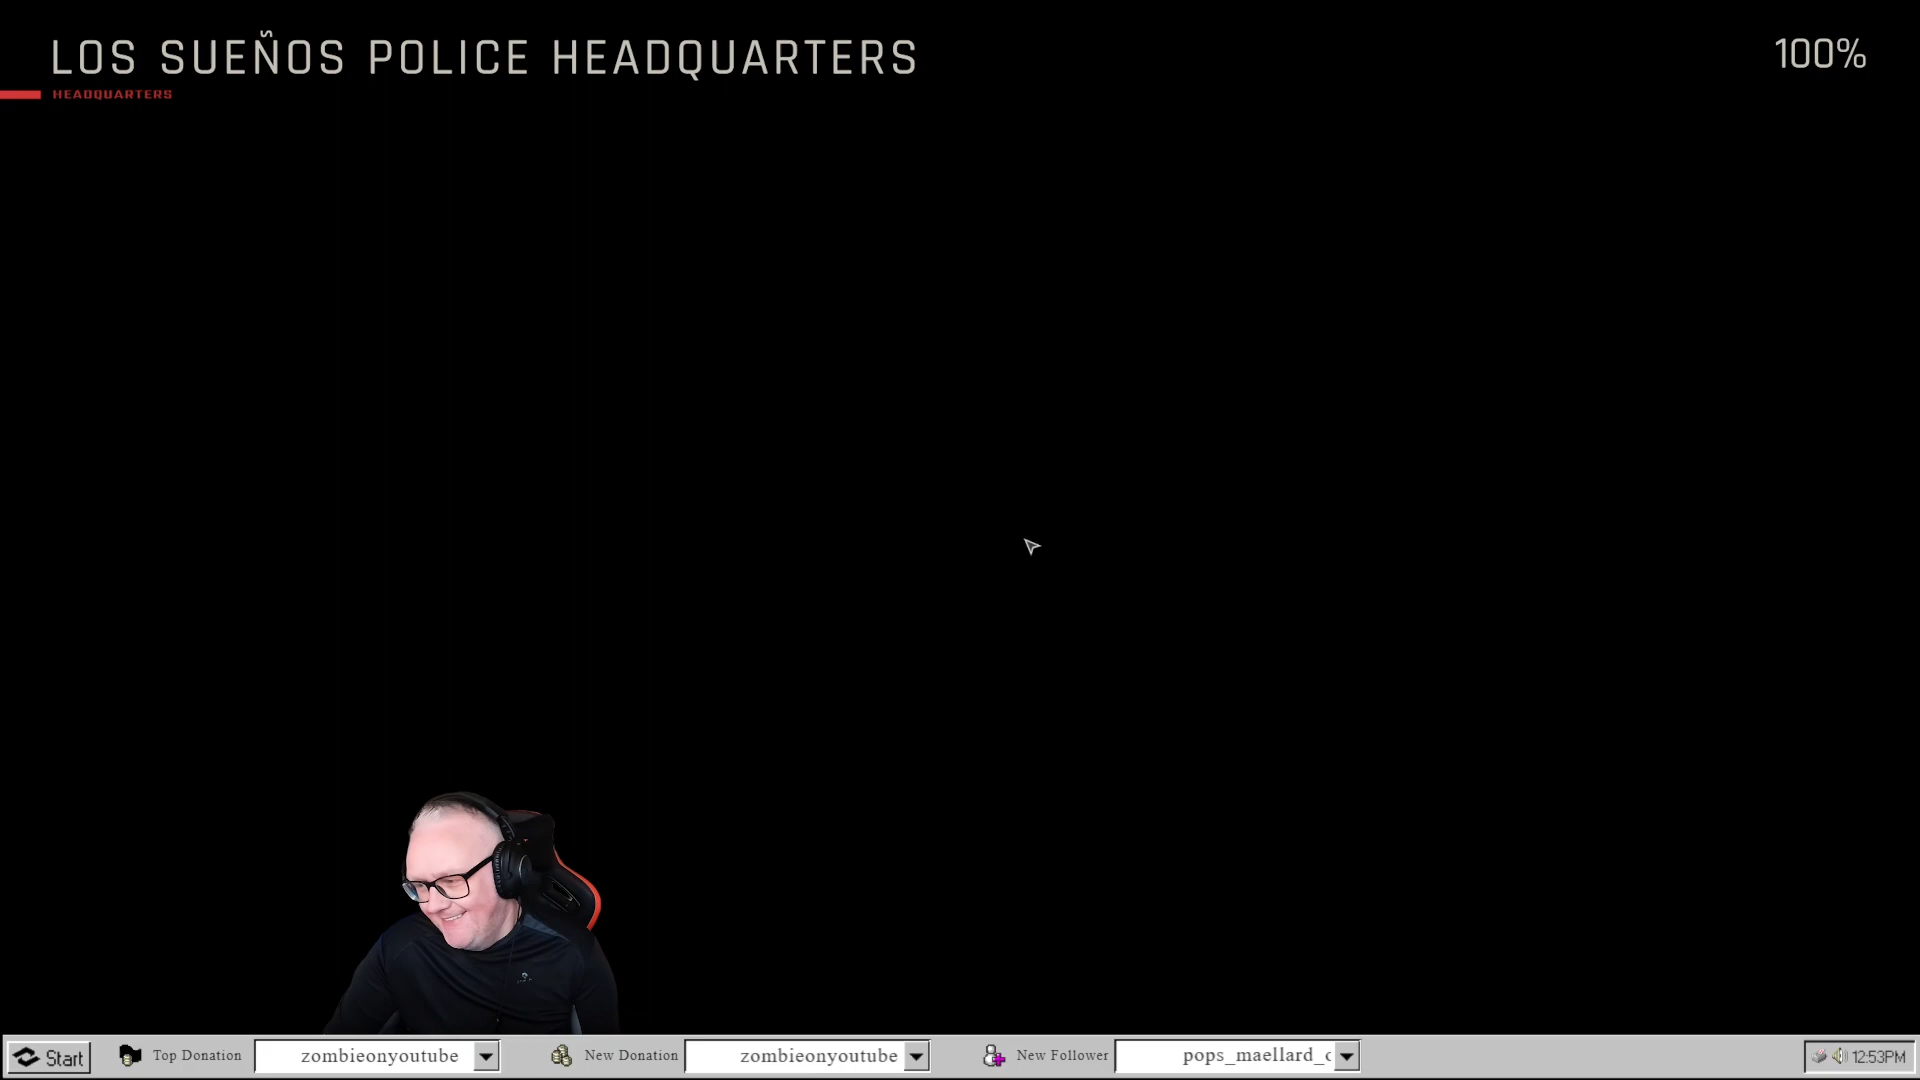 LOS SUEÑOS POLICE HEADQUARTERS
100%
HEADQUARTERS
Start
Top Donation
zombieonyoutube
New Donation
zombieonyoutube
New Follower
pops_maellard_
12:53PM